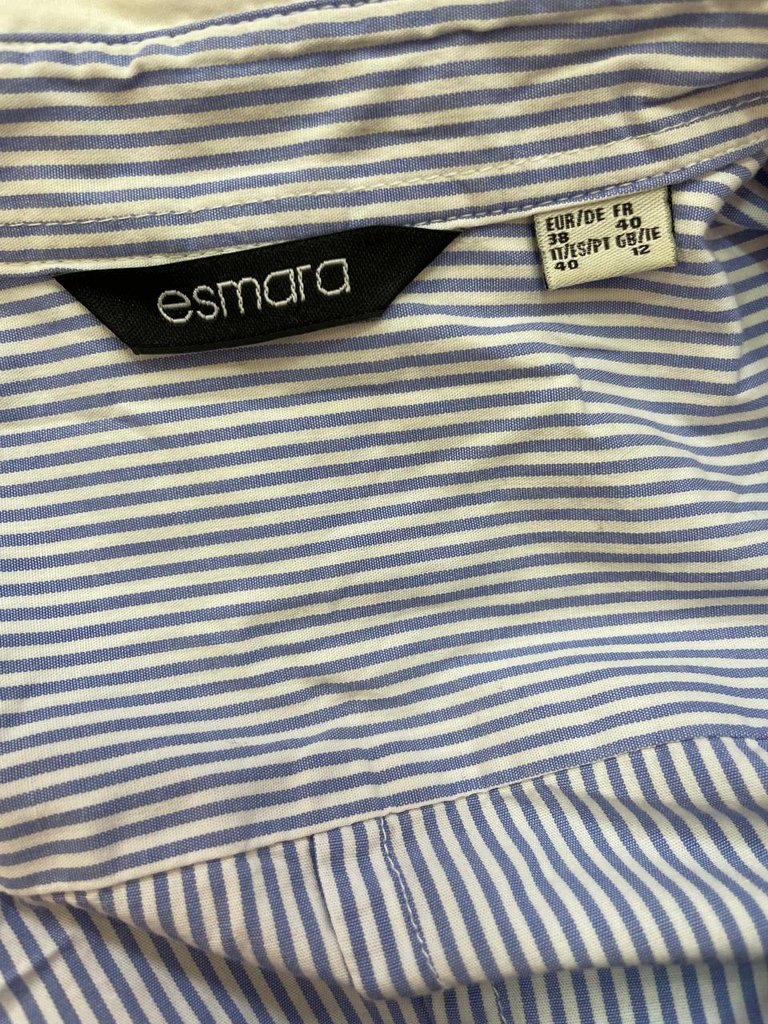 esmara
EUR/DE FR
38 40
IT/ES/PT GB/IE
40 12